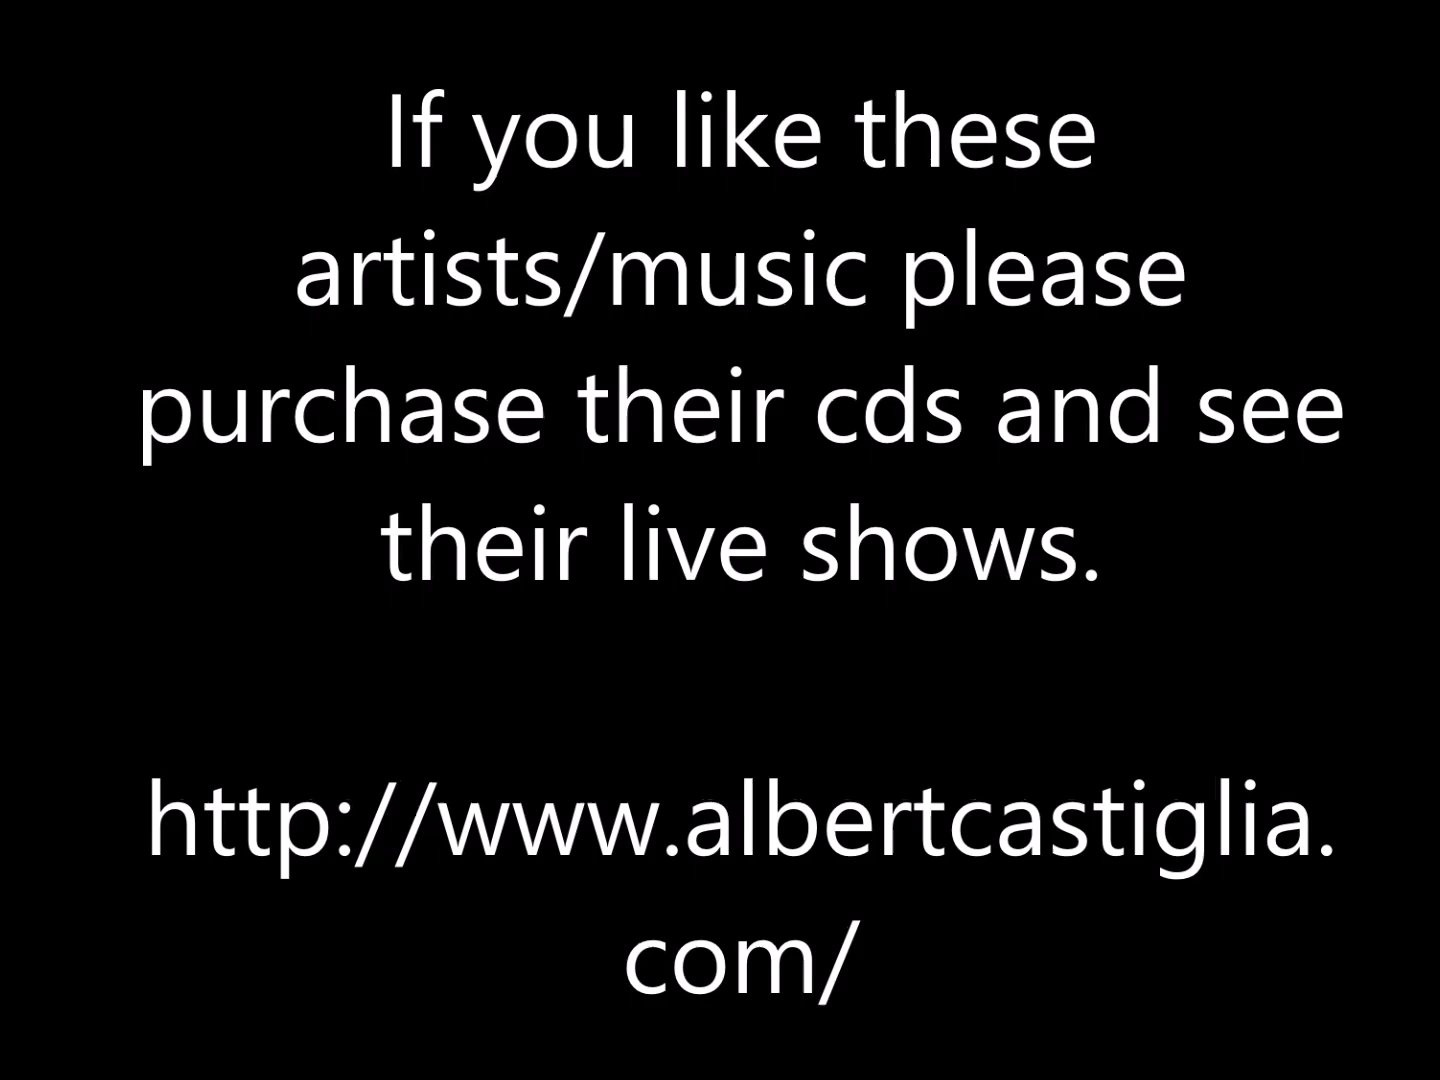 If you like these
artists/music please
purchase their cds and see
their live shows.
http://www.albertcastiglia.
com/